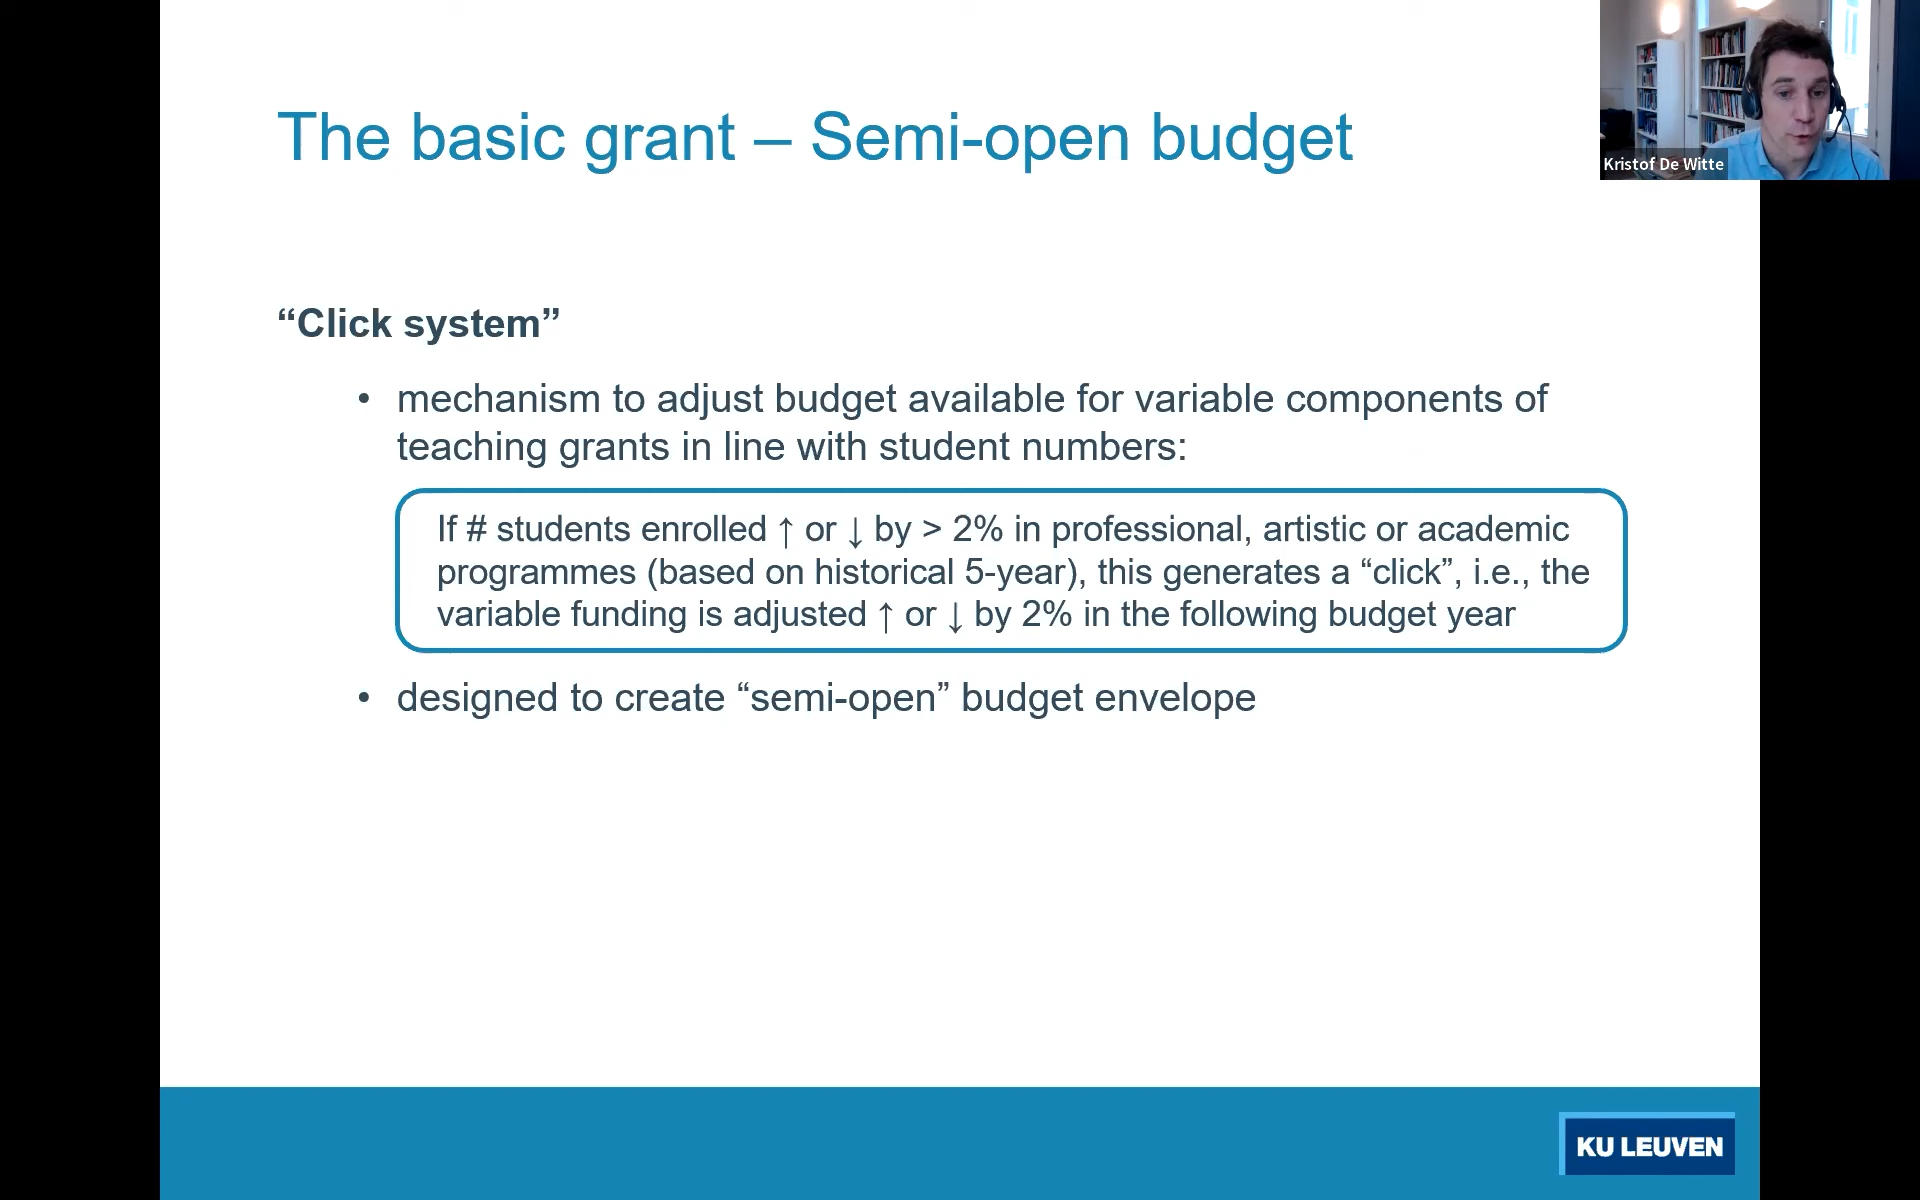 The basic grant – Semi-open budget
Kristof De Witte
“Click system”
• mechanism to adjust budget available for variable components of
teaching grants in line with student numbers:
If # students enrolled ↑ or ↓ by > 2% in professional, artistic or academic
programmes (based on historical 5-year), this generates a “click”, i.e., the
variable funding is adjusted ↑ or ↓ by 2% in the following budget year
• designed to create “semi-open” budget envelope
KU LEUVEN